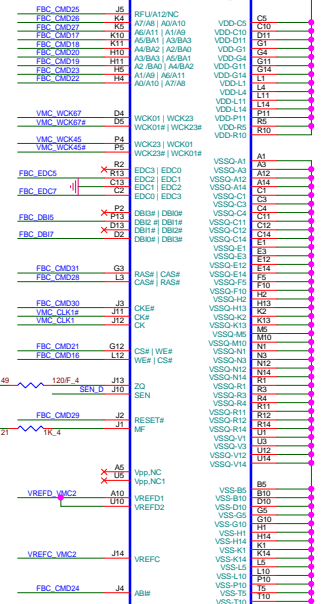 FBC_CMD25 J5 RFU/A12/NC
FBC_CMD26 K4 A7/A8 | A0/A10
FBC_CMD27 K5 A6/A11 | A1/A9
FBC_CMD17 K10 A5/BA1 | A3/BA3
FBC_CMD18 K11 A4/BA2 | A2/BA0
FBC_CMD20 H10 A3/BA3 | A5/BA1
FBC_CMD19 H11 A2 /BA0 | A4/BA2
FBC_CMD23 H5 A1/A9 | A6/A11
FBC_CMD22 H4 A0/A10 | A7/A8
VMC_WCK67 D4 WCK01 | WCK23
VMC_WCK67# D5 WCK01# | WCK23#
VMC_WCK45 P4 WCK23 | WCK01
VMC_WCK45# P5 WCK23# | WCK01#
R2 EDC3 | EDC0
FBC_EDC5 R13 EDC2 | EDC1
C13 EDC1 | EDC2
FBC_EDC7 C2 EDC0 | EDC3
P2 DBI3# | DBI0#
FBC_DBI5 P13 DBI2 # | DBI1#
D13 DBI1# | DBI2#
FBC_DBI7 D2 DBI0# | DBI3#
FBC_CMD31 G3 RAS# | CAS#
FBC_CMD28 L3 CAS# | RAS#
FBC_CMD30 J3 CKE#
VMC_CLK1# J11 CK#
VMC_CLK1 J12 CK
FBC_CMD21 G12 CS# | WE#
FBC_CMD16 L12 WE# | CS#
49 120/F_4 J13 ZQ
SEN_D J10 SEN
FBC_CMD29 J2 RESET#
21 1K_4 J1 MF
A5 Vpp,NC
U5 Vpp,NC1
VREFD_VMC2 A10 VREFD1
U10 VREFD2
VREFC_VMC2 J14 VREFC
FBC_CMD24 J4 ABI#
VDD-C5 C5
VDD-C10 C10
VDD-D11 D11
VDD-G1 G1
VDD-G4 G4
VDD-G11 G11
VDD-G14 G14
VDD-L1 L1
VDD-L4 L4
VDD-L11 L11
VDD-L14 L14
VDD-P11 P11
VDD-R5 R5
VDD-R10 R10
VSSQ-A1 A1
VSSQ-A3 A3
VSSQ-A12 A12
VSSQ-A14 A14
VSSQ-C1 C1
VSSQ-C3 C3
VSSQ-C4 C4
VSSQ-C11 C11
VSSQ-C12 C12
VSSQ-C14 C14
VSSQ-E1 E1
VSSQ-E3 E3
VSSQ-E12 E12
VSSQ-E14 E14
VSSQ-F5 F5
VSSQ-F10 F10
VSSQ-H2 H2
VSSQ-H13 H13
VSSQ-K2 K2
VSSQ-K13 K13
VSSQ-M5 M5
VSSQ-M10 M10
VSSQ-N1 N1
VSSQ-N3 N3
VSSQ-N12 N12
VSSQ-N14 N14
VSSQ-R1 R1
VSSQ-R3 R3
VSSQ-R4 R4
VSSQ-R11 R11
VSSQ-R12 R12
VSSQ-R14 R14
VSSQ-V1 U1
VSSQ-V3 U3
VSSQ-V12 U12
VSSQ-V14 U14
VSS-B5 B5
VSS-B10 B10
VSS-D10 D10
VSS-G5 G5
VSS-G10 G10
VSS-H1 H1
VSS-H14 H14
VSS-K1 K1
VSS-K14 K14
VSS-L5 L5
VSS-L10 L10
VSS-P10 P10
VSS-T5 T5
VSS-T10 T10